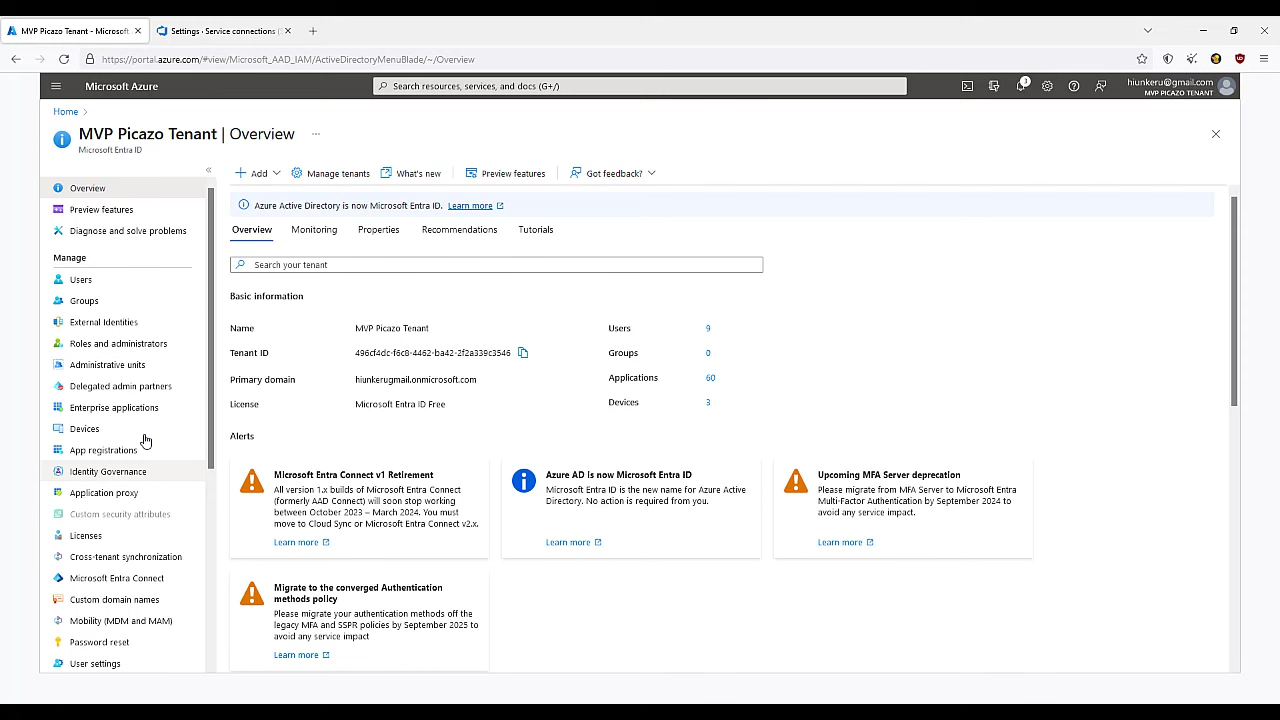 MVP Picazo Tenant - Microsoft
Settings · Service connections (
https://portal.azure.com/#view/Microsoft_AAD_IAM/ActiveDirectoryMenuBlade/~/Overview
Microsoft Azure
Search resources, services, and docs (G+/)
3
hiunkeru@gmail.com
MVP PICAZO TENANT
Home
MVP Picazo Tenant | Overview
Microsoft Entra ID
Overview
Preview features
Diagnose and solve problems
Manage
Users
Groups
External Identities
Roles and administrators
Administrative units
Delegated admin partners
Enterprise applications
Devices
App registrations
Identity Governance
Application proxy
Custom security attributes
Licenses
Cross-tenant synchronization
Microsoft Entra Connect
Custom domain names
Mobility (MDM and MAM)
Password reset
User settings
Add Manage tenants What's new Preview features Got feedback?
Azure Active Directory is now Microsoft Entra ID. Learn more
Overview Monitoring Properties Recommendations Tutorials
Search your tenant
Basic information
Name MVP Picazo Tenant Users 9
Tenant ID 496cf4dc-f6c8-4462-ba42-2f2a339c3546 Groups 0
Primary domain hiunkerugmail.onmicrosoft.com Applications 60
License Microsoft Entra ID Free Devices 3
Alerts
Microsoft Entra Connect v1 Retirement
All version 1.x builds of Microsoft Entra Connect
(formerly AAD Connect) will soon stop working
between October 2023 – March 2024. You must
move to Cloud Sync or Microsoft Entra Connect v2.x.
Learn more
Azure AD is now Microsoft Entra ID
Microsoft Entra ID is the new name for Azure Active
Directory. No action is required from you.
Learn more
Upcoming MFA Server deprecation
Please migrate from MFA Server to Microsoft Entra
Multi-Factor Authentication by September 2024 to
avoid any service impact.
Learn more
Migrate to the converged Authentication
methods policy
Please migrate your authentication methods off the
legacy MFA and SSPR policies by September 2025 to
avoid any service impact
Learn more